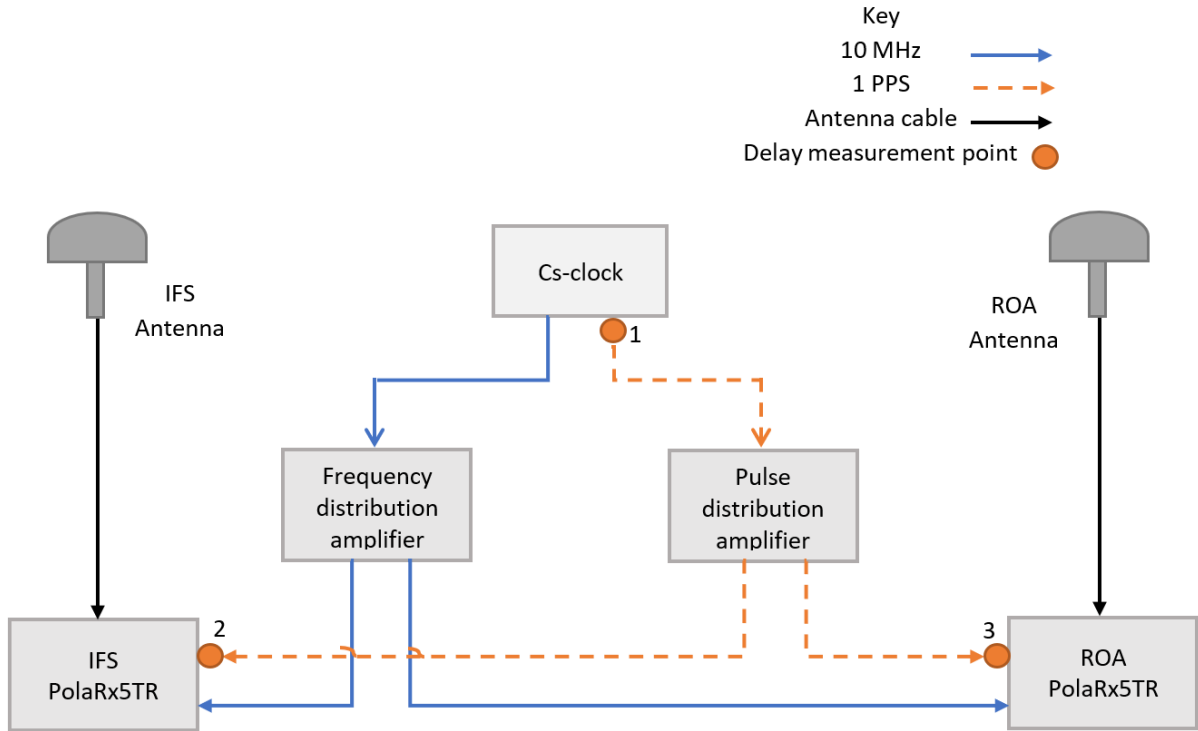 Key
10 MHz
1 PPS
Antenna cable
Delay measurement point
IFS
Antenna
Cs-clock
1
ROA
Antenna
Frequency
distribution
amplifier
Pulse
distribution
amplifier
2
IFS
PolaRx5TR
3
ROA
PolaRx5TR